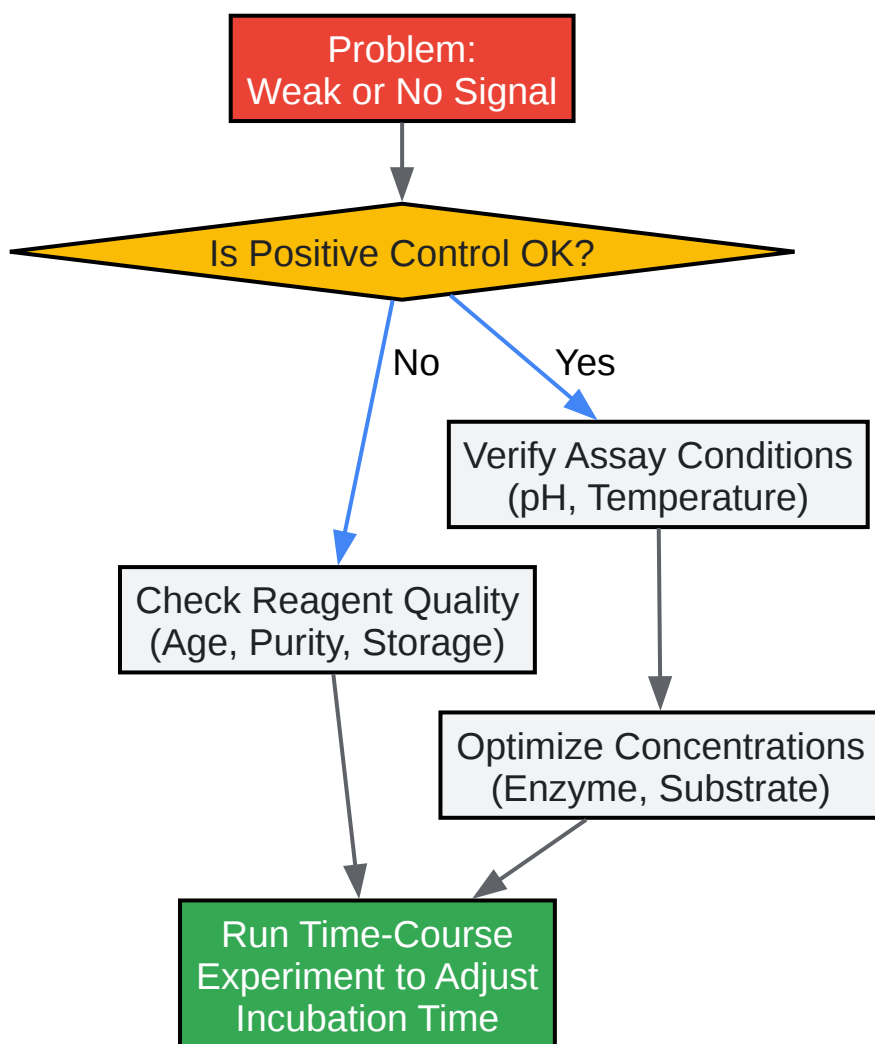 Problem:
Weak or No Signal
Is Positive Control OK?
No
Yes
Verify Assay Conditions
(pH, Temperature)
Check Reagent Quality
(Age, Purity, Storage)
Optimize Concentrations
(Enzyme, Substrate)
Run Time-Course
Experiment to Adjust
Incubation Time